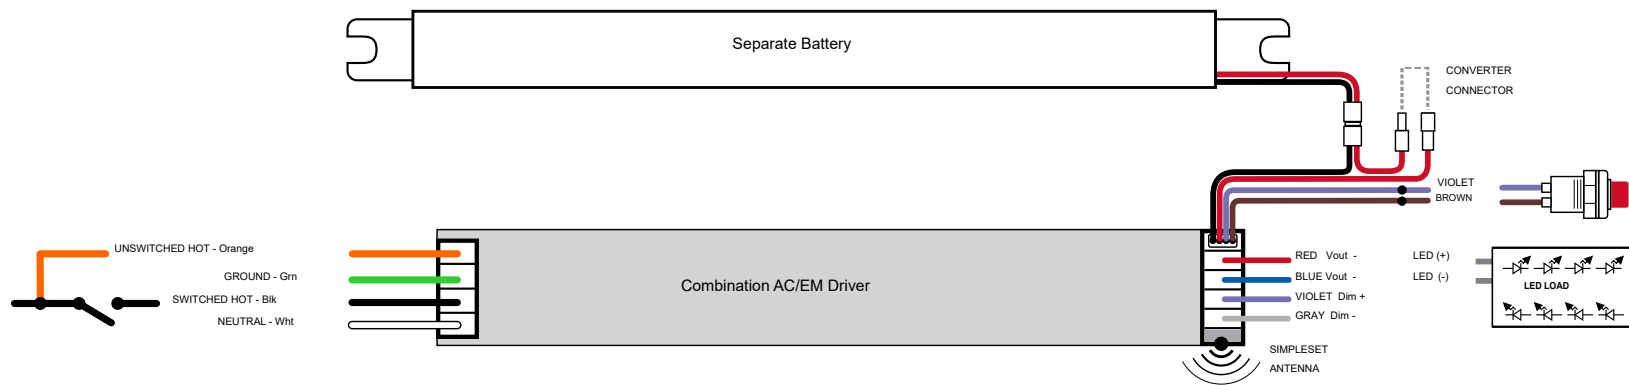 Separate Battery
CONVERTER
CONNECTOR
VIOLET
BROWN
UNSWITCHED HOT - Orange
GROUND - Grn
SWITCHED HOT - Blk
NEUTRAL - Wht
Combination AC/EM Driver
RED Vout -
BLUE Vout -
VIOLET Dim +
GRAY Dim -
LED (+)
LED (-)
LED LOAD
SIMPLESET
ANTENNA